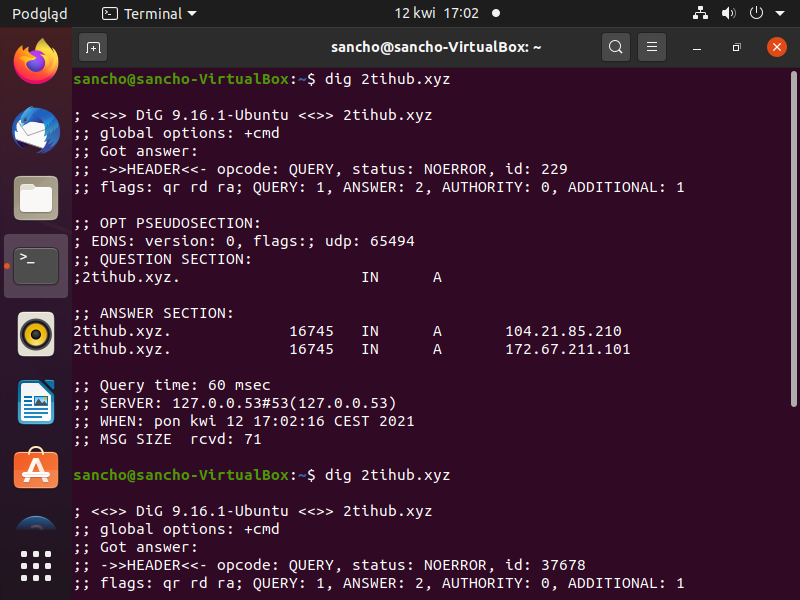 Podgląd Terminal 12 kwi 17:02
sancho@sancho-VirtualBox: ~
sancho@sancho-VirtualBox:~$ dig 2tihub.xyz
; <<>> DiG 9.16.1-Ubuntu <<>> 2tihub.xyz
;; global options: +cmd
;; Got answer:
;; ->>HEADER<<- opcode: QUERY, status: NOERROR, id: 229
;; flags: qr rd ra; QUERY: 1, ANSWER: 2, AUTHORITY: 0, ADDITIONAL: 1
;; OPT PSEUDOSECTION:
; EDNS: version: 0, flags:; udp: 65494
;; QUESTION SECTION:
;2tihub.xyz. IN A
;; ANSWER SECTION:
2tihub.xyz. 16745 IN A 104.21.85.210
2tihub.xyz. 16745 IN A 172.67.211.101
;; Query time: 60 msec
;; SERVER: 127.0.0.53#53(127.0.0.53)
;; WHEN: pon kwi 12 17:02:16 CEST 2021
;; MSG SIZE  rcvd: 71
sancho@sancho-VirtualBox:~$ dig 2tihub.xyz
; <<>> DiG 9.16.1-Ubuntu <<>> 2tihub.xyz
;; global options: +cmd
;; Got answer:
;; ->>HEADER<<- opcode: QUERY, status: NOERROR, id: 37678
;; flags: qr rd ra; QUERY: 1, ANSWER: 2, AUTHORITY: 0, ADDITIONAL: 1